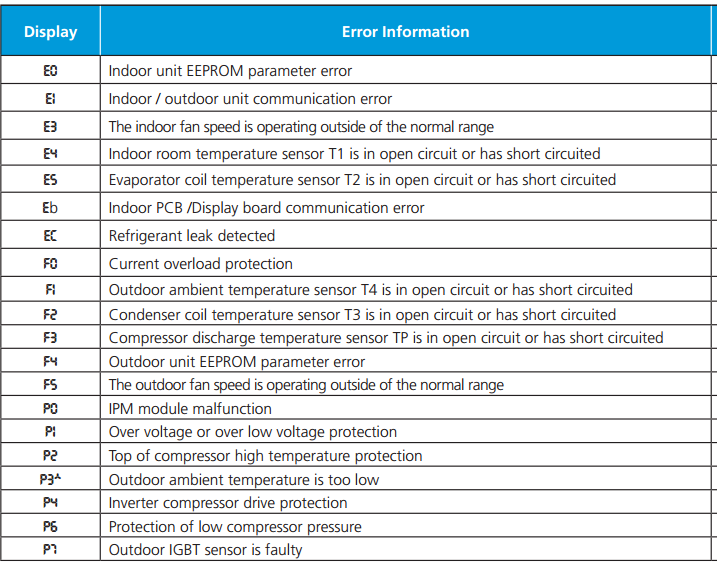 Display Error Information
E0 Indoor unit EEPROM parameter error
E1 Indoor / outdoor unit communication error
E3 The indoor fan speed is operating outside of the normal range
E4 Indoor room temperature sensor T1 is in open circuit or has short circuited
E5 Evaporator coil temperature sensor T2 is in open circuit or has short circuited
Eb Indoor PCB /Display board communication error
EC Refrigerant leak detected
F0 Current overload protection
F1 Outdoor ambient temperature sensor T4 is in open circuit or has short circuited
F2 Condenser coil temperature sensor T3 is in open circuit or has short circuited
F3 Compressor discharge temperature sensor TP is in open circuit or has short circuited
F4 Outdoor unit EEPROM parameter error
F5 The outdoor fan speed is operating outside of the normal range
P0 IPM module malfunction
P1 Over voltage or over low voltage protection
P2 Top of compressor high temperature protection
P3^ Outdoor ambient temperature is too low
P4 Inverter compressor drive protection
P6 Protection of low compressor pressure
P7 Outdoor IGBT sensor is faulty